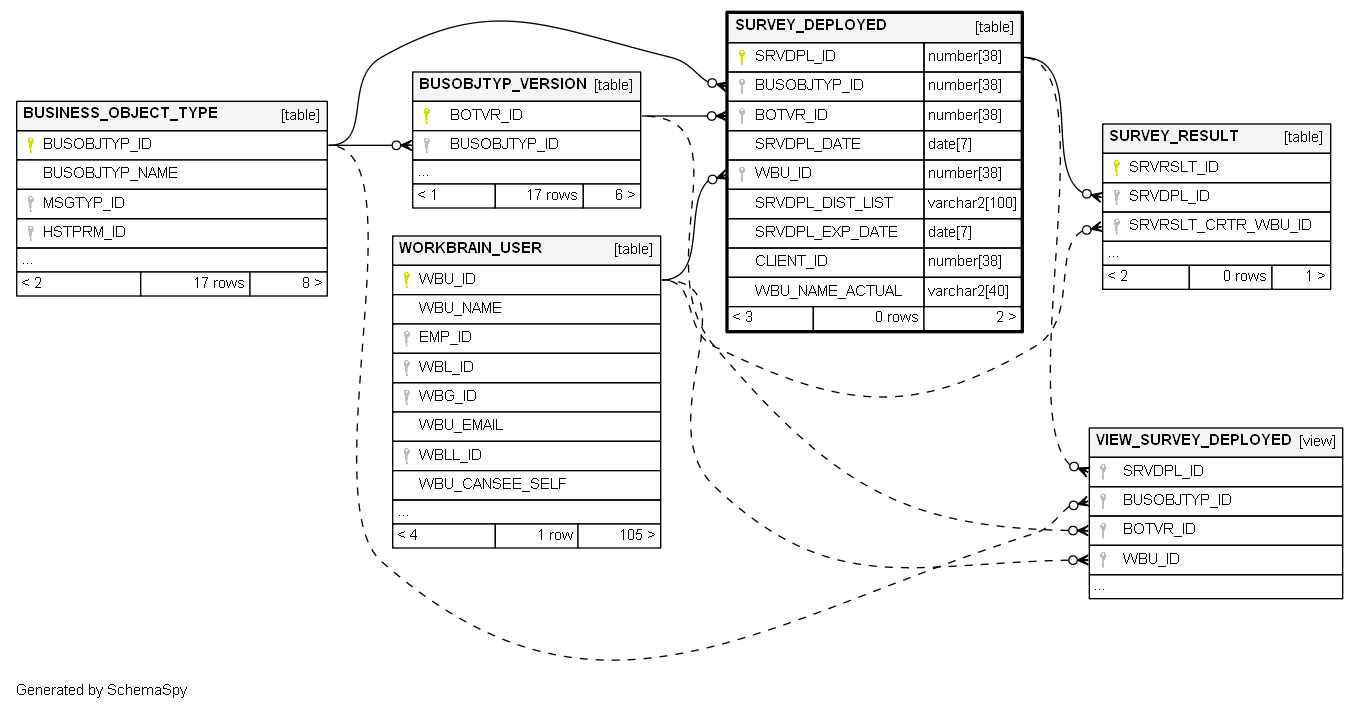 BUSINESS_OBJECT_TYPE [table]
BUSOBJTYP_ID
BUSOBJTYP_NAME
MSGTYP_ID
HSTPRM_ID
...
< 2 17 rows 8 >
BUSOBJTYP_VERSION [table]
BOTVR_ID
BUSOBJTYP_ID
...
< 1 17 rows 6 >
WORKBRAIN_USER [table]
WBU_ID
WBU_NAME
EMP_ID
WBL_ID
WBG_ID
WBU_EMAIL
WBLL_ID
WBU_CANSEE_SELF
...
< 4 1 row 105 >
SURVEY_DEPLOYED [table]
SRVDPL_ID number[38]
BUSOBJTYP_ID number[38]
BOTVR_ID number[38]
SRVDPL_DATE date[7]
WBU_ID number[38]
SRVDPL_DIST_LIST varchar2[100]
SRVDPL_EXP_DATE date[7]
CLIENT_ID number[38]
WBU_NAME_ACTUAL varchar2[40]
< 3 0 rows 2 >
SURVEY_RESULT [table]
SRVRSLT_ID
SRVDPL_ID
SRVRSLT_CRTR_WBU_ID
...
< 2 0 rows 1 >
VIEW_SURVEY_DEPLOYED [view]
SRVDPL_ID
BUSOBJTYP_ID
BOTVR_ID
WBU_ID
...
Generated by SchemaSpy